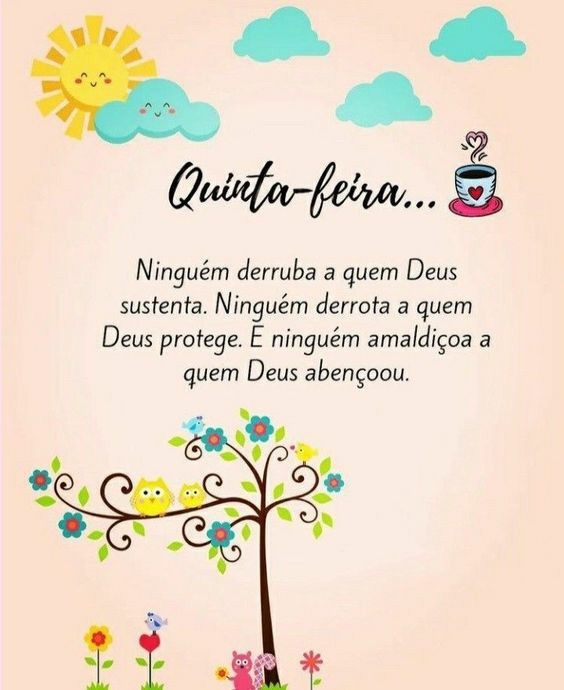 Quinta-feira...
Ninguém derruba a quem Deus
sustenta. Ninguém derrota a quem
Deus protege. E ninguém amaldiçoa a
quem Deus abençoou.